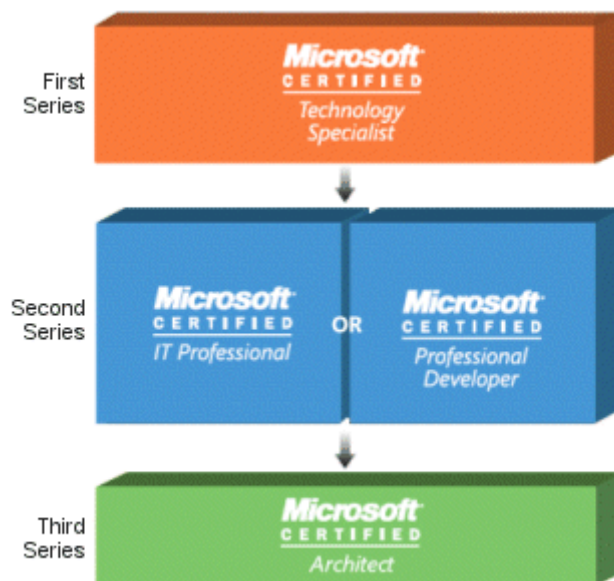 First
Series
Microsoft
CERTIFIED
Technology
Specialist
Second
Series
Microsoft
CERTIFIED
IT Professional
OR
Microsoft
CERTIFIED
Professional
Developer
Third
Series
Microsoft
CERTIFIED
Architect